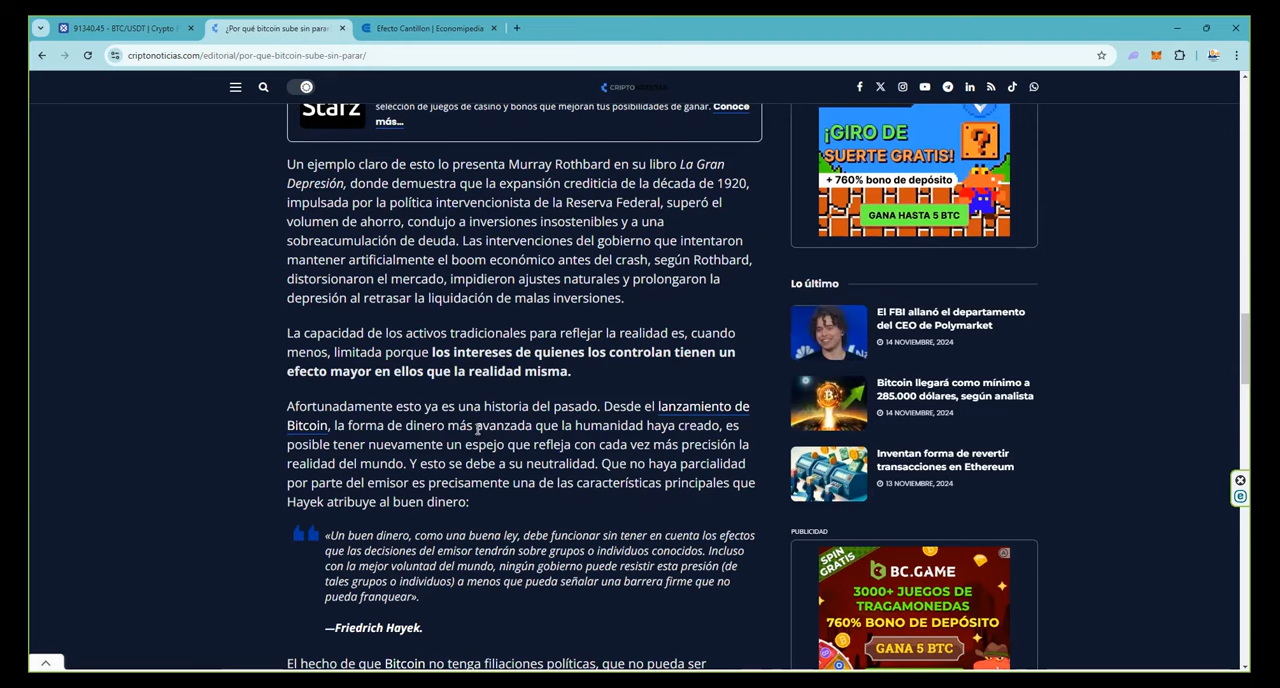 91340.45 - BTC/USDT | Crypto
¿Por qué bitcoin sube sin para
Efecto Cantillon | Economipedia
criptonoticias.com/editorial/por-que-bitcoin-sube-sin-parar/
CRIPTONOTICIAS
Starz
selección de juegos de casino y bonos que mejoran tus posibilidades de ganar. Conoce
más...
Un ejemplo claro de esto lo presenta Murray Rothbard en su libro La Gran
Depresión, donde demuestra que la expansión crediticia de la década de 1920,
impulsada por la política intervencionista de la Reserva Federal, superó el
volumen de ahorro, condujo a inversiones insostenibles y a una
sobreacumulación de deuda. Las intervenciones del gobierno que intentaron
mantener artificialmente el boom económico antes del crash, según Rothbard,
distorsionaron el mercado, impidieron ajustes naturales y prolongaron la
depresión al retrasar la liquidación de malas inversiones.
La capacidad de los activos tradicionales para reflejar la realidad es, cuando
menos, limitada porque los intereses de quienes los controlan tienen un
efecto mayor en ellos que la realidad misma.
Afortunadamente esto ya es una historia del pasado. Desde el lanzamiento de
Bitcoin, la forma de dinero más avanzada que la humanidad haya creado, es
posible tener nuevamente un espejo que refleja con cada vez más precisión la
realidad del mundo. Y esto se debe a su neutralidad. Que no haya parcialidad
por parte del emisor es precisamente una de las características principales que
Hayek atribuye al buen dinero:
«Un buen dinero, como una buena ley, debe funcionar sin tener en cuenta los efectos
que las decisiones del emisor tendrán sobre grupos o individuos conocidos. Incluso
con la mejor voluntad del mundo, ningún gobierno puede resistir esta presión (de
tales grupos o individuos) a menos que pueda señalar una barrera firme que no
pueda franquear».
—Friedrich Hayek.
El hecho de que Bitcoin no tenga filiaciones políticas, que no pueda ser
¡GIRO DE
SUERTE GRATIS!
+ 760% bono de depósito
GANA HASTA 5 BTC
Lo último
El FBI allanó el departamento
del CEO de Polymarket
14 NOVIEMBRE, 2024
Bitcoin llegará como mínimo a
285.000 dólares, según analista
14 NOVIEMBRE, 2024
Inventan forma de revertir
transacciones en Ethereum
13 NOVIEMBRE, 2024
PUBLICIDAD
SPIN
GRATIS
BC.GAME
3000+ JUEGOS DE
TRAGAMONEDAS
760% BONO DE DEPÓSITO
GANA 5 BTC